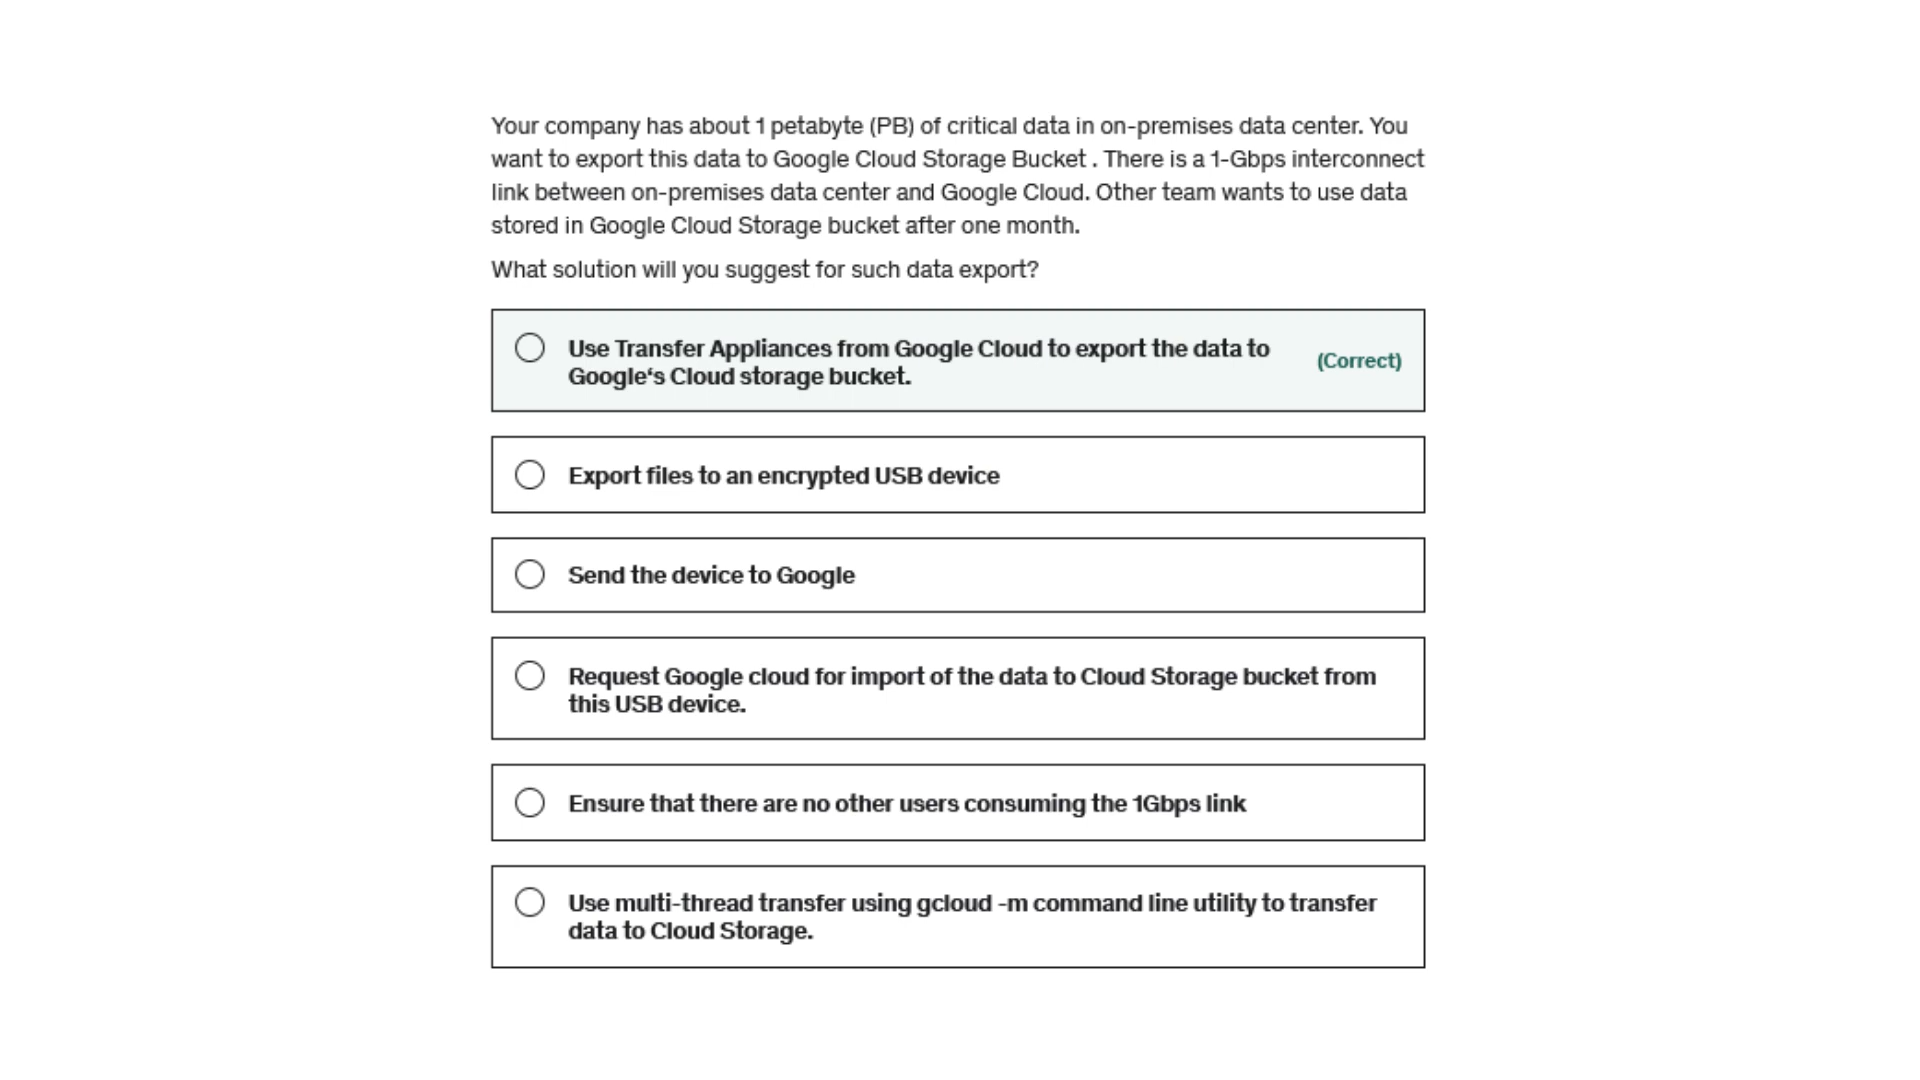 Your company has about 1 petabyte (PB) of critical data in on-premises data center. You
want to export this data to Google Cloud Storage Bucket . There is a 1-Gbps interconnect
link between on-premises data center and Google Cloud. Other team wants to use data
stored in Google Cloud Storage bucket after one month.
What solution will you suggest for such data export?
Use Transfer Appliances from Google Cloud to export the data to
Google‘s Cloud storage bucket.
(Correct)
Export files to an encrypted USB device
Send the device to Google
Request Google cloud for import of the data to Cloud Storage bucket from
this USB device.
Ensure that there are no other users consuming the 1Gbps link
Use multi-thread transfer using gcloud -m command line utility to transfer
data to Cloud Storage.